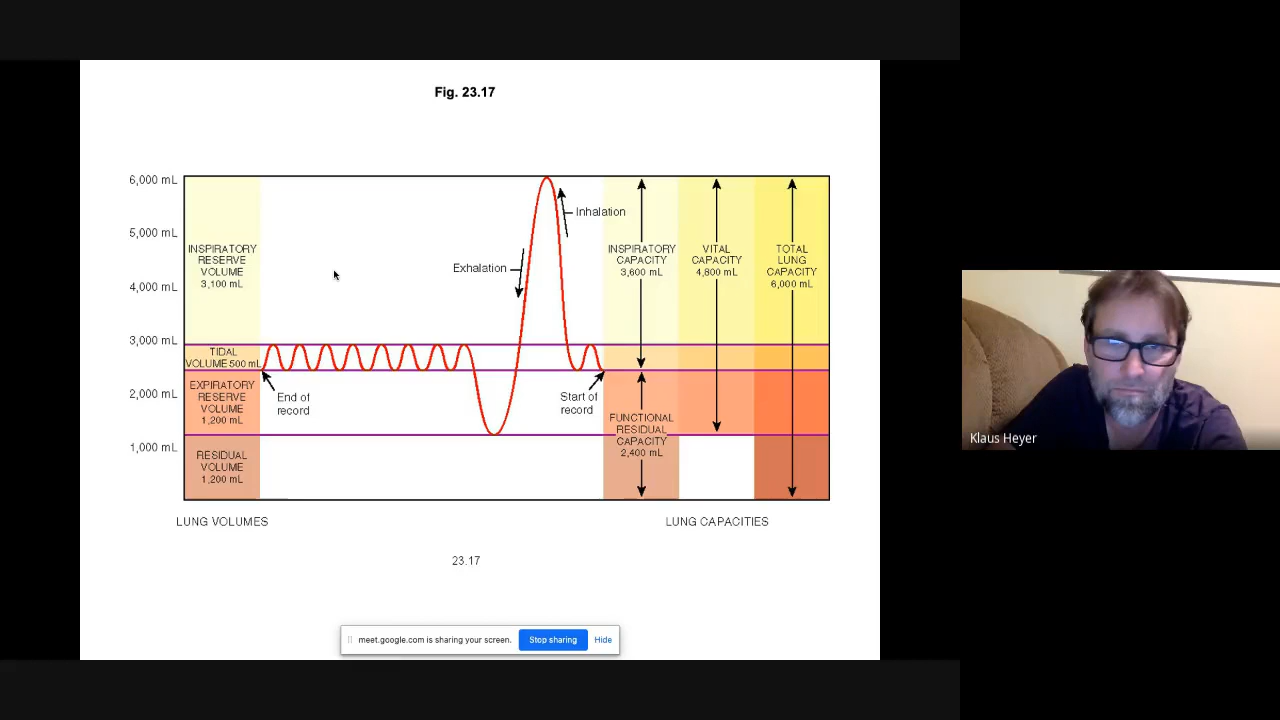 Fig. 23.17
6,000 mL
5,000 mL
4,000 mL
3,000 mL
2,000 mL
1,000 mL
INSPIRATORY
RESERVE
VOLUME
3,100 mL
TIDAL
VOLUME 500 mL
EXPIRATORY
RESERVE
VOLUME
1,200 mL
RESIDUAL
VOLUME
1,200 mL
End of
record
Exhalation
Inhalation
Start of
record
INSPIRATORY
CAPACITY
3,600 mL
FUNCTIONAL
RESIDUAL
CAPACITY
2,400 mL
VITAL
CAPACITY
4,800 mL
TOTAL
LUNG
CAPACITY
6,000 mL
LUNG VOLUMES
LUNG CAPACITIES
23.17
meet.google.com is sharing your screen.
Stop sharing
Hide
Klaus Heyer